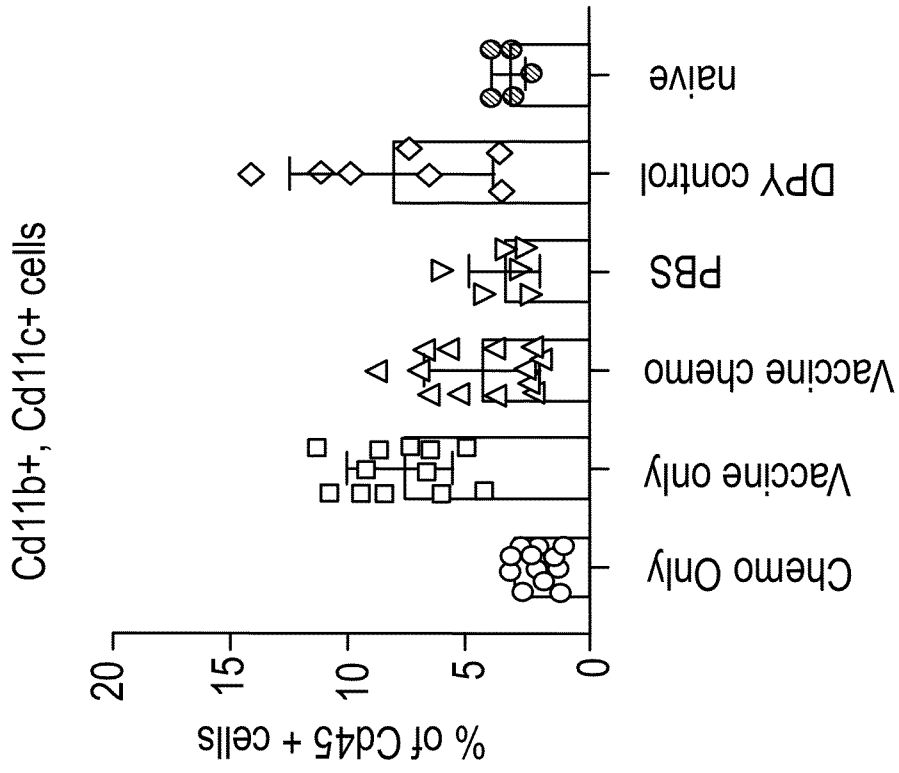 Cd11b+, Cd11c+ cells
% of Cd45 + cells
20
15
10
5
0
Chemo Only
Vaccine only
Vaccine chemo
PBS
DPY control
naive